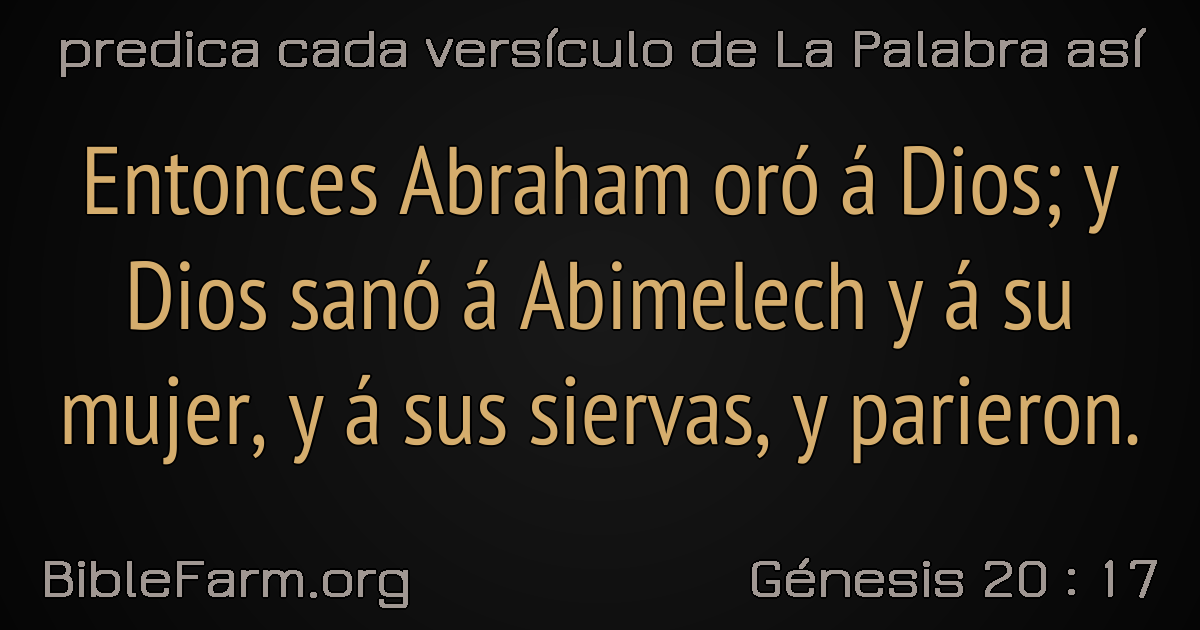 predica cada versículo de La Palabra así
Entonces Abraham oró á Dios; y
Dios sanó á Abimelech y á su
mujer, y á sus siervas, y parieron.
BibleFarm.org
Génesis 20 : 17